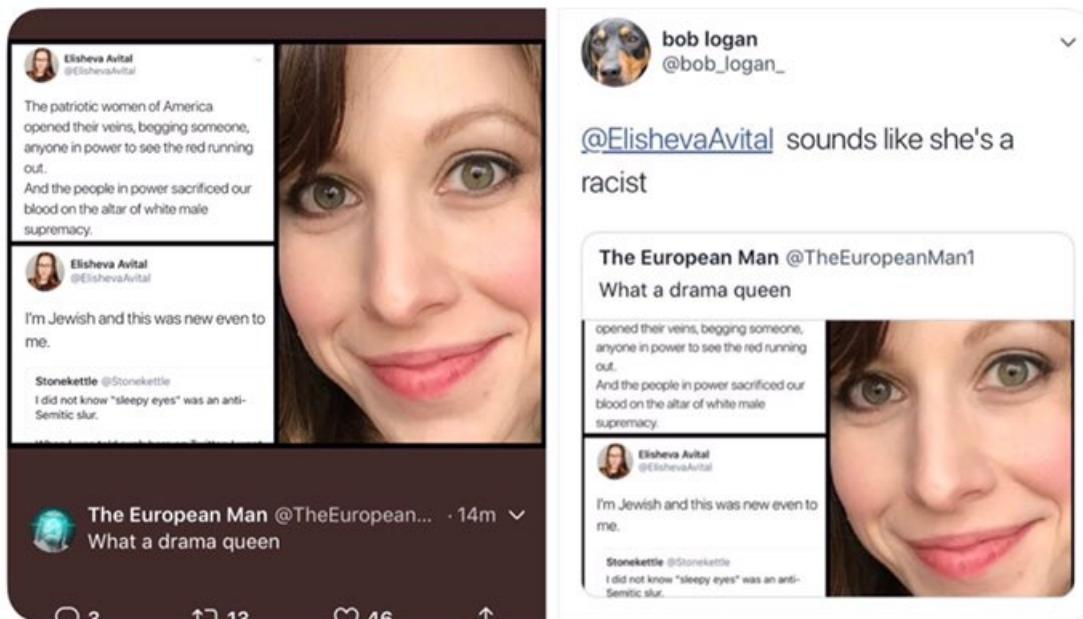 Elisheva Avital
@ElishevaAvital
The patriotic women of America
opened their veins, begging someone,
anyone in power to see the red running
out.
And the people in power sacrificed our
blood on the altar of white male
supremacy.
Elisheva Avital
@ElishevaAvital
I'm Jewish and this was new even to
me.
Stonekettle @Stonekettle
I did not know "sleepy eyes" was an anti-
Semitic slur.
The European Man @TheEuropean... · 14m
What a drama queen
3 13 46
bob logan
@bob_logan_
@ElishevaAvital sounds like she's a
racist
The European Man @TheEuropeanMan1
What a drama queen
opened their veins, begging someone,
anyone in power to see the red running
out.
And the people in power sacrificed our
blood on the altar of white male
supremacy.
Elisheva Avital
@ElishevaAvital
I'm Jewish and this was new even to
me.
Stonekettle @Stonekettle
I did not know "sleepy eyes" was an anti-
Semitic slur.